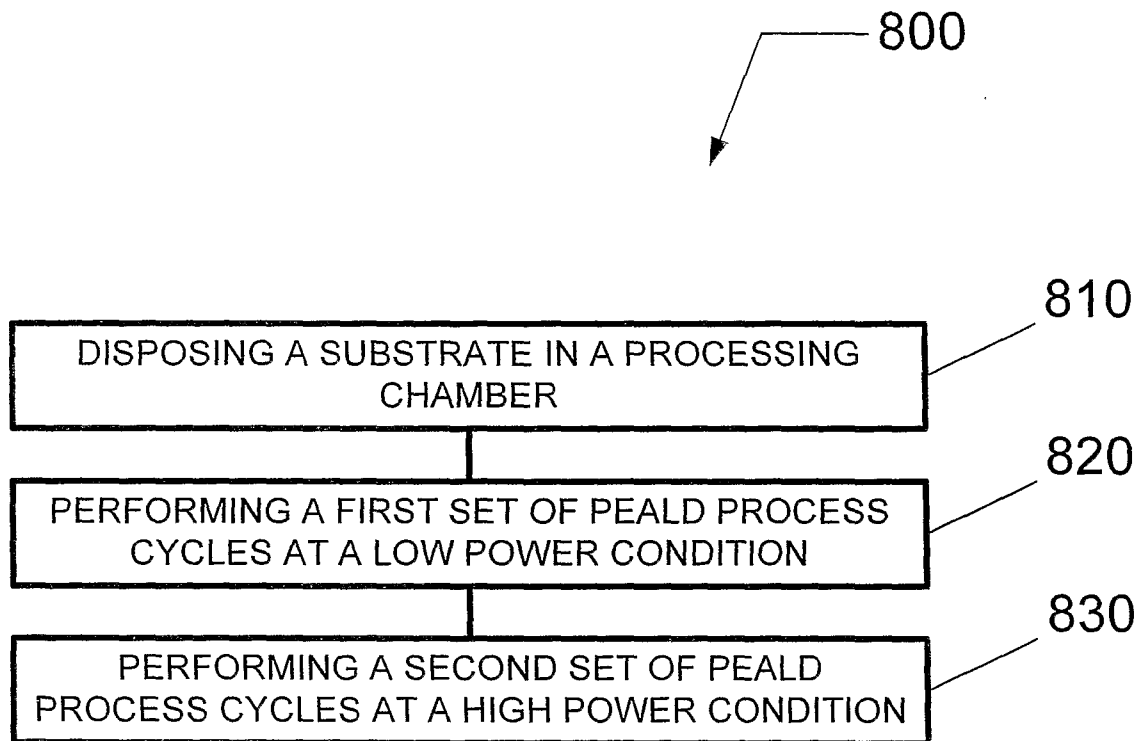 800
810
DISPOSING A SUBSTRATE IN A PROCESSING
CHAMBER
820
PERFORMING A FIRST SET OF PEALD PROCESS
CYCLES AT A LOW POWER CONDITION
830
PERFORMING A SECOND SET OF PEALD
PROCESS CYCLES AT A HIGH POWER CONDITION